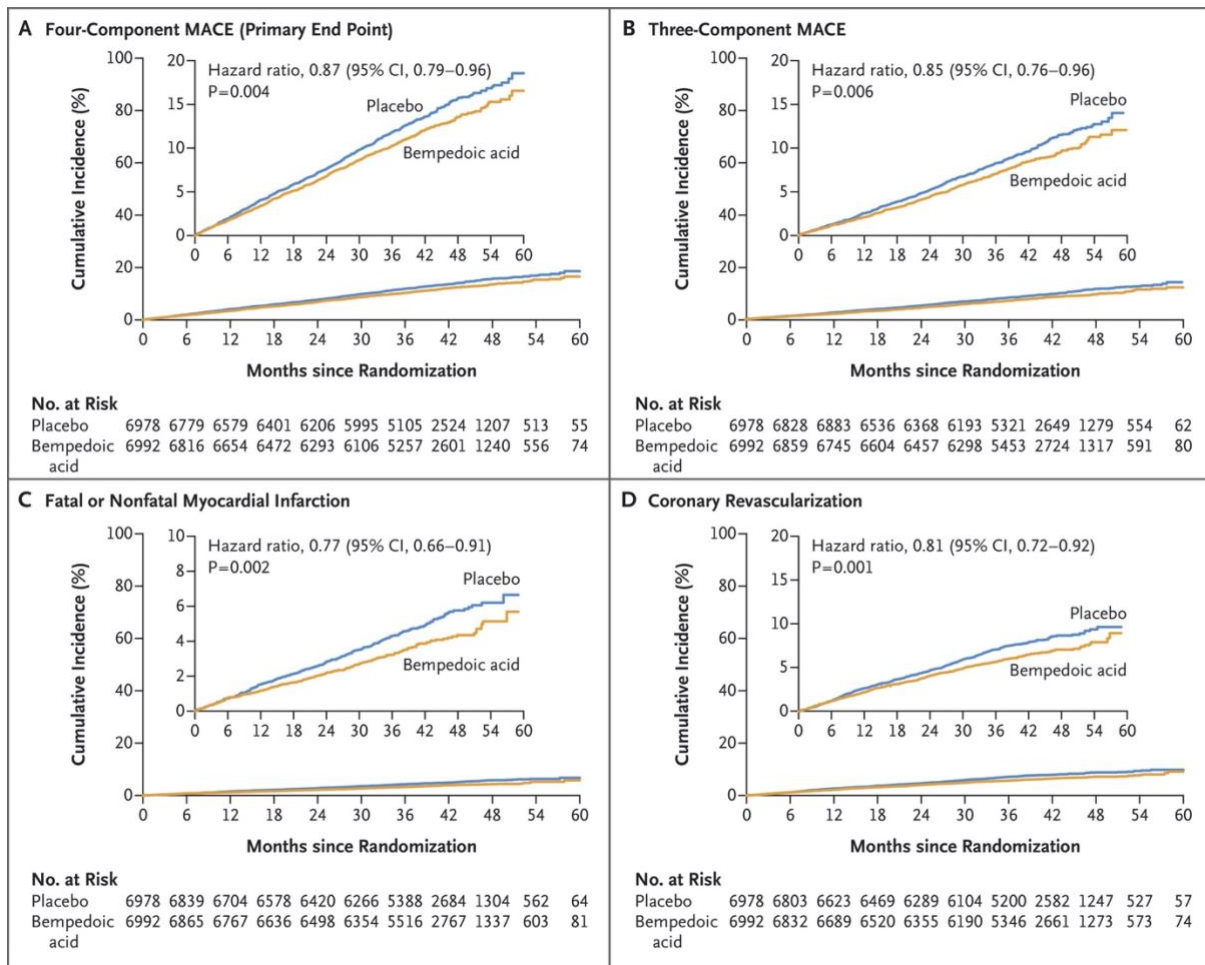 A Four-Component MACE (Primary End Point)
Cumulative Incidence (%)
100
80
60
40
20
0
20
15
10
5
0
Hazard ratio, 0.87 (95% CI, 0.79–0.96)
P=0.004
Placebo
Bempedoic acid
0 6 12 18 24 30 36 42 48 54 60
0 6 12 18 24 30 36 42 48 54 60
Months since Randomization
No. at Risk
Placebo 6978 6779 6579 6401 6206 5995 5105 2524 1207 513 55
Bempedoic 6992 6816 6654 6472 6293 6106 5257 2601 1240 556 74
acid
B Three-Component MACE
Cumulative Incidence (%)
100
80
60
40
20
0
20
15
10
5
0
Hazard ratio, 0.85 (95% CI, 0.76–0.96)
P=0.006
Placebo
Bempedoic acid
0 6 12 18 24 30 36 42 48 54 60
0 6 12 18 24 30 36 42 48 54 60
Months since Randomization
No. at Risk
Placebo 6978 6828 6883 6536 6368 6193 5321 2649 1279 554 62
Bempedoic 6992 6859 6745 6604 6457 6298 5453 2724 1317 591 80
acid
C Fatal or Nonfatal Myocardial Infarction
Cumulative Incidence (%)
100
80
60
40
20
0
10
8
6
4
2
0
Hazard ratio, 0.77 (95% CI, 0.66–0.91)
P=0.002
Placebo
Bempedoic acid
0 6 12 18 24 30 36 42 48 54 60
0 6 12 18 24 30 36 42 48 54 60
Months since Randomization
No. at Risk
Placebo 6978 6839 6704 6578 6420 6266 5388 2684 1304 562 64
Bempedoic 6992 6865 6767 6636 6498 6354 5516 2767 1337 603 81
acid
D Coronary Revascularization
Cumulative Incidence (%)
100
80
60
40
20
0
20
15
10
5
0
Hazard ratio, 0.81 (95% CI, 0.72–0.92)
P=0.001
Placebo
Bempedoic acid
0 6 12 18 24 30 36 42 48 54 60
0 6 12 18 24 30 36 42 48 54 60
Months since Randomization
No. at Risk
Placebo 6978 6803 6623 6469 6289 6104 5200 2582 1247 527 57
Bempedoic 6992 6832 6689 6520 6355 6190 5346 2661 1273 573 74
acid